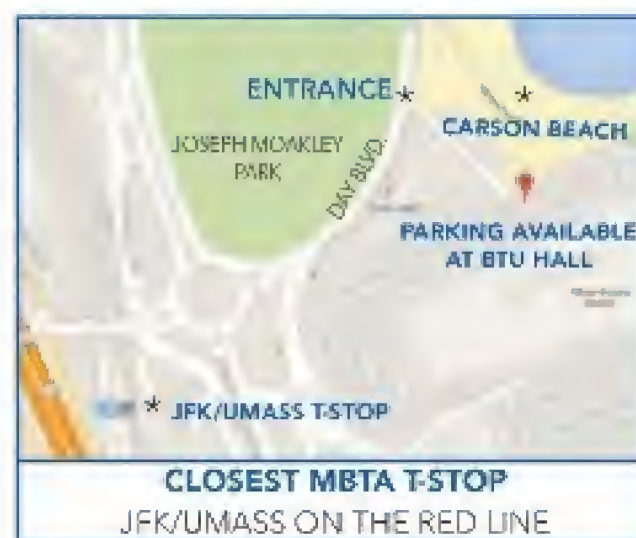 ENTRANCE*
*
JOSEPH MOAKLEY
PARK
DAY BLVD.
CARSON BEACH
PARKING AVAILABLE
AT BTU HALL
* JFK/UMASS T-STOP
CLOSEST MBTA T-STOP
JFK/UMASS ON THE RED LINE